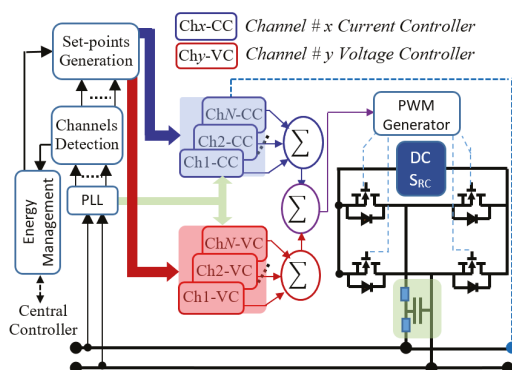 Chx-CC Channel # x Current Controller
Chy-VC Channel # y Voltage Controller
Set-points
Generation
Channels
Detection
PLL
Energy
Management
Central
Controller
ChN-CC
Ch2-CC
Ch1-CC
ChN-VC
Ch2-VC
Ch1-VC
∑
∑
∑
PWM
Generator
DC
SRC